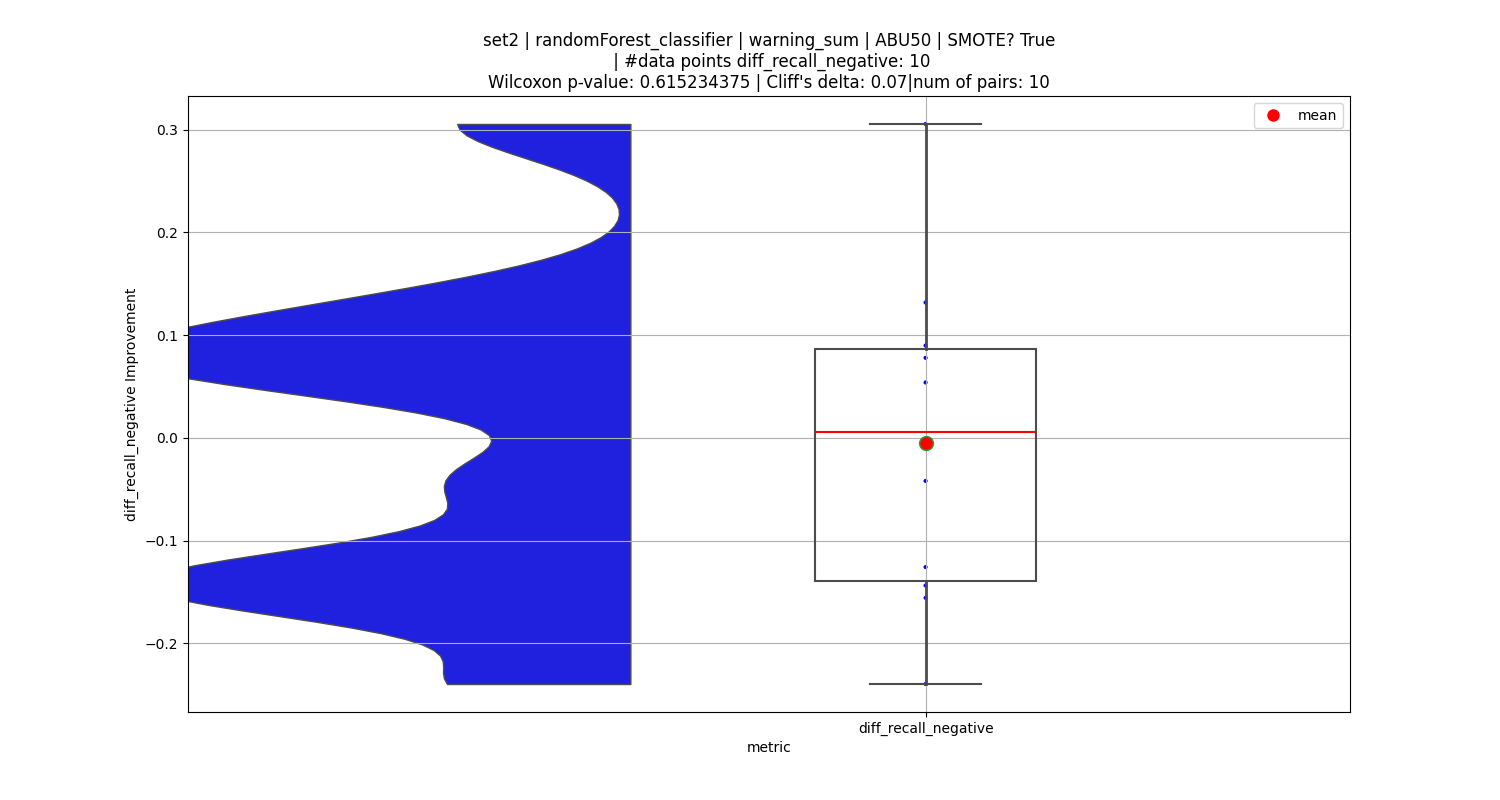 set2 | randomForest_classifier | warning_sum | ABU50 | SMOTE? True
| #data points diff_recall_negative: 10
Wilcoxon p-value: 0.615234375 | Cliff's delta: 0.07|num of pairs: 10
mean
0.3
0.2
0.1
0.0
−0.1
−0.2
diff_recall_negative Improvement
diff_recall_negative
metric